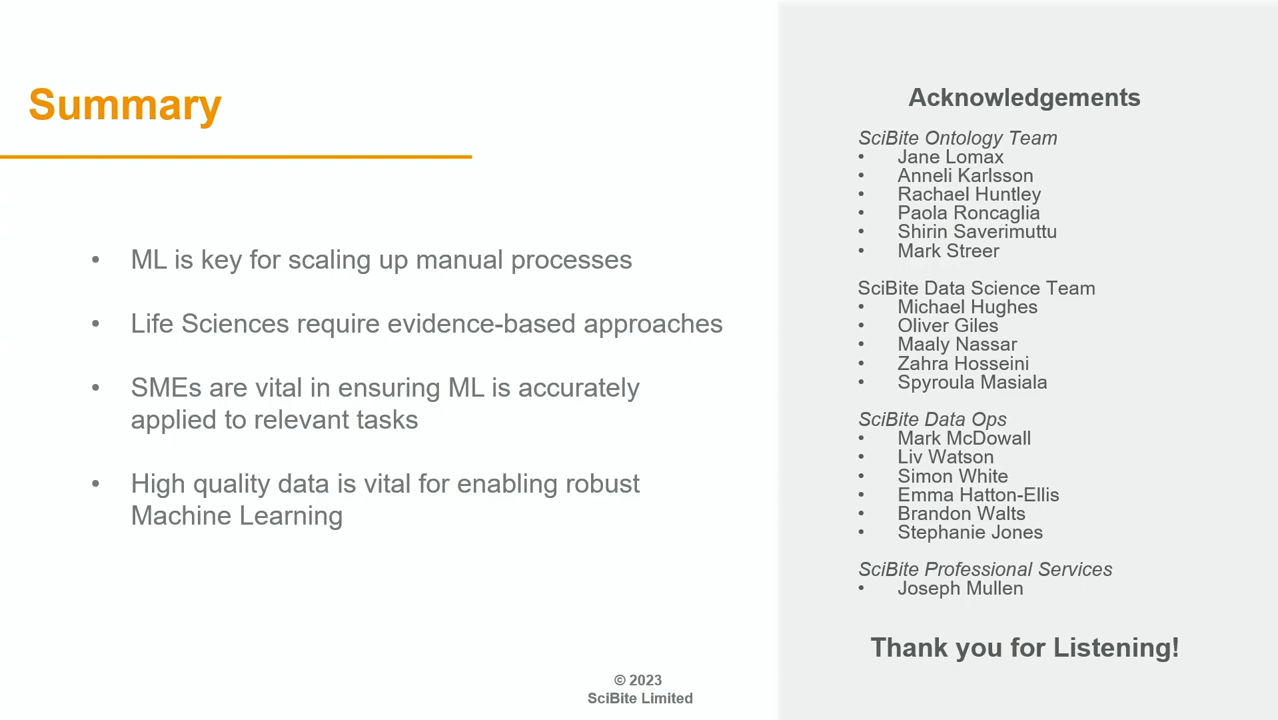 Summary
• ML is key for scaling up manual processes
• Life Sciences require evidence-based approaches
• SMEs are vital in ensuring ML is accurately
applied to relevant tasks
• High quality data is vital for enabling robust
Machine Learning
© 2023
SciBite Limited
Acknowledgements
SciBite Ontology Team
• Jane Lomax
• Anneli Karlsson
• Rachael Huntley
• Paola Roncaglia
• Shirin Saverimuttu
• Mark Streer
SciBite Data Science Team
• Michael Hughes
• Oliver Giles
• Maaly Nassar
• Zahra Hosseini
• Spyroula Masiala
SciBite Data Ops
• Mark McDowall
• Liv Watson
• Simon White
• Emma Hatton-Ellis
• Brandon Walts
• Stephanie Jones
SciBite Professional Services
• Joseph Mullen
Thank you for Listening!